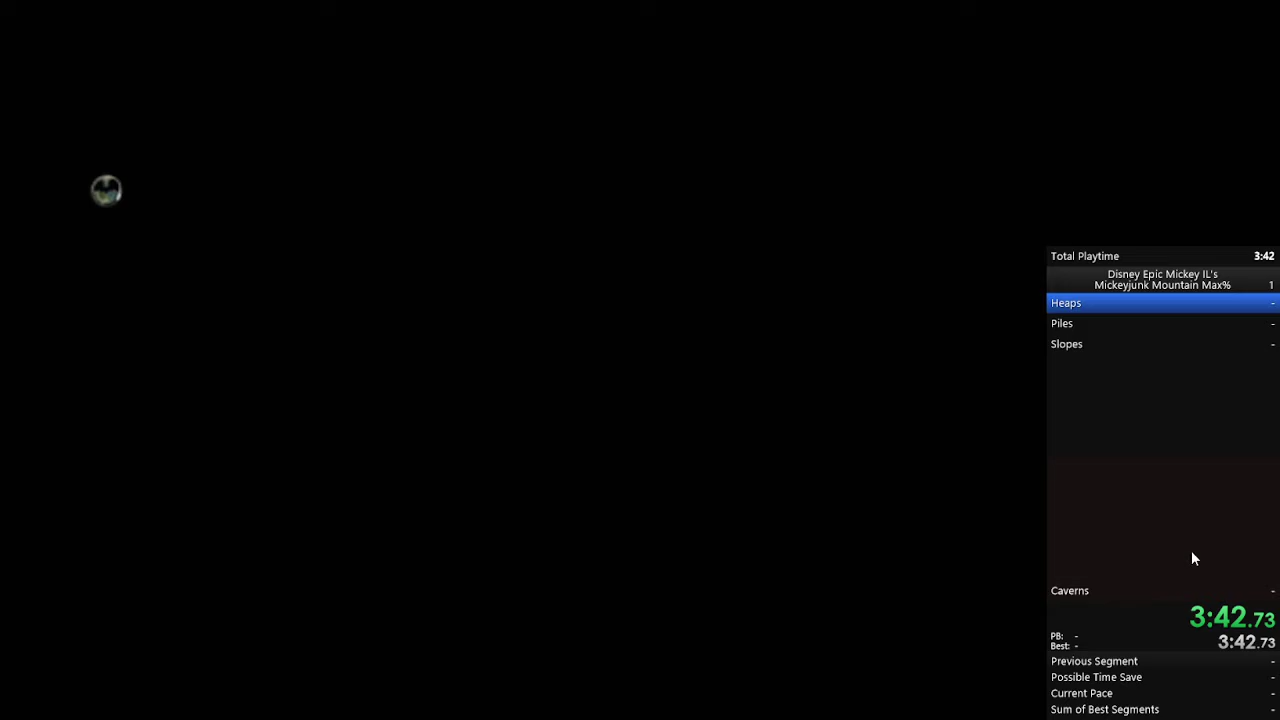 Total Playtime 3:42
Disney Epic Mickey IL's
Mickeyjunk Mountain Max% 1
Heaps -
Piles -
Slopes -
Caverns -
3:42.73
PB: -
Best: - 3:42.73
Previous Segment -
Possible Time Save -
Current Pace -
Sum of Best Segments -